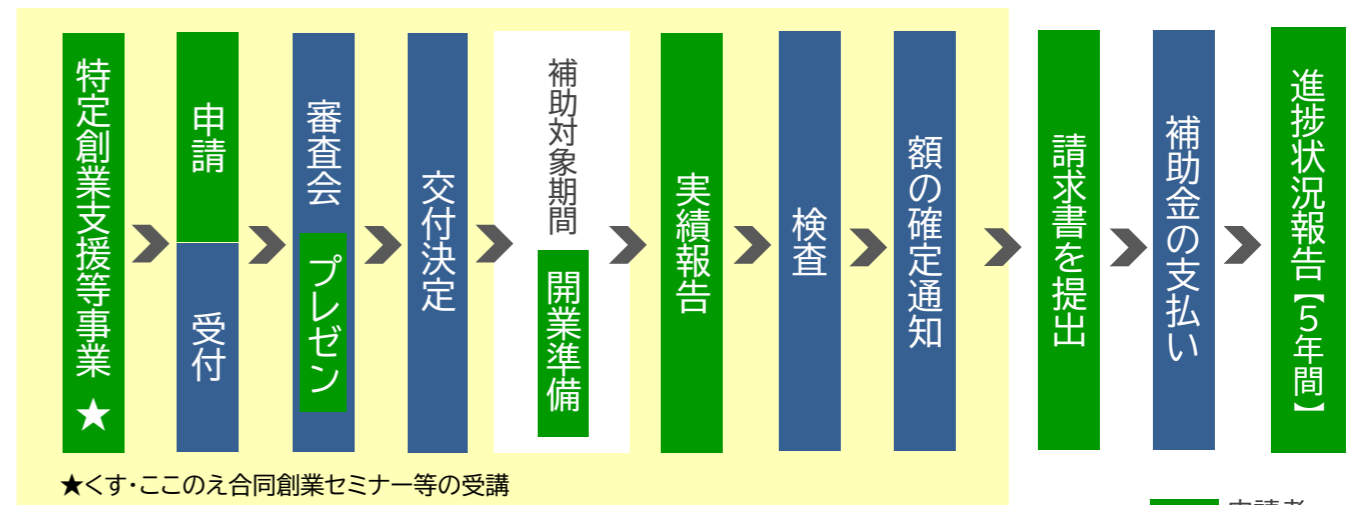 特定創業支援等事業 ★
申請
受付
審査会
プレゼン
交付決定
補助対象期間
開業準備
実績報告
検査
額の確定通知
請求書を提出
補助金の支払い
進捗状況報告【5年間】
★くす・ここのえ合同創業セミナー等の受講
申請者